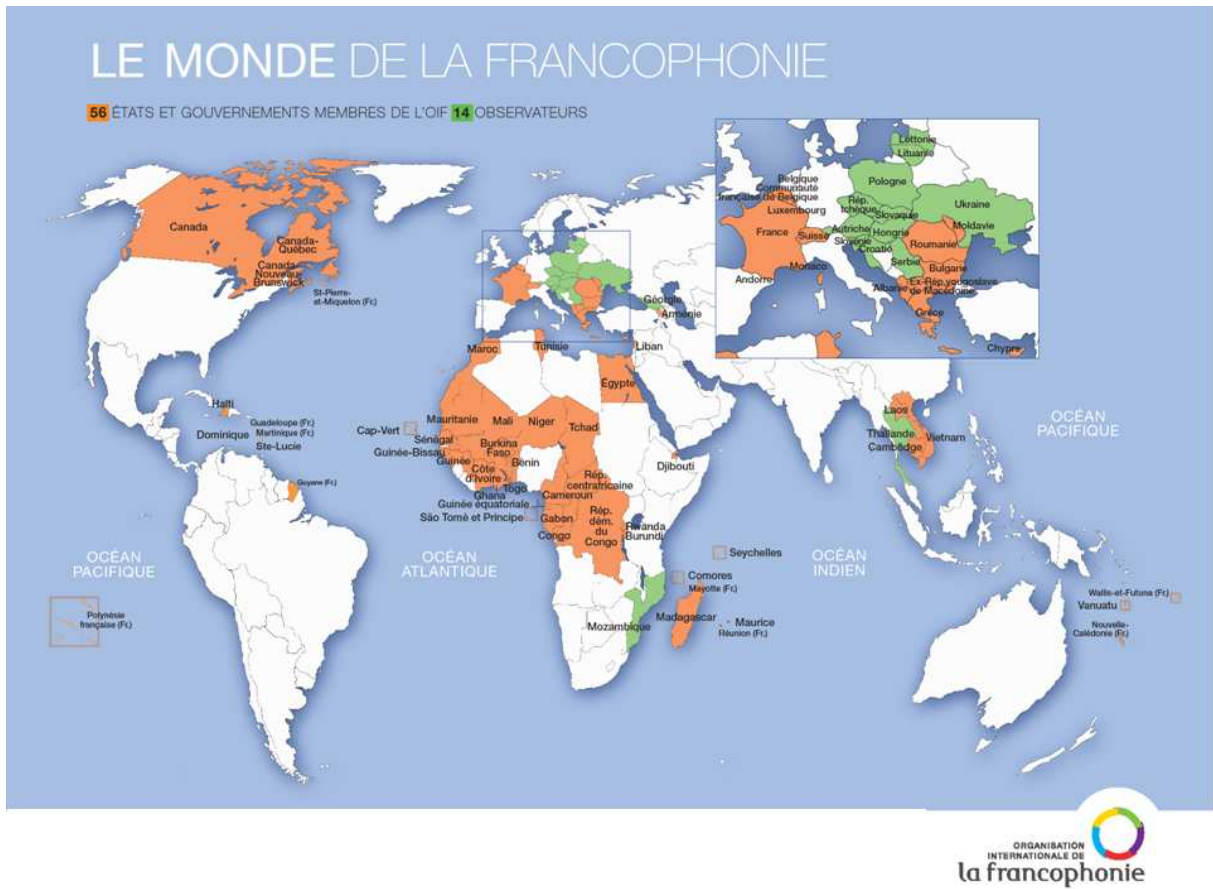 LE MONDE DE LA FRANCOPHONIE
56 ÉTATS ET GOUVERNEMENTS MEMBRES DE L'OIF 14 OBSERVATEURS
Canada
Canada-
Québec
Canada
Nouveau-
Brunswick
St-Pierre-
et-Miquelon (Fr.)
Haïti
Guadeloupe (Fr.)
Dominique
Martinique (Fr.)
Ste-Lucie
Guyane (Fr.)
OCÉAN
PACIFIQUE
Polynésie
française (Fr.)
OCÉAN
ATLANTIQUE
Géorgie
Arménie
Liban
Maroc
Tunisie
Égypte
Mauritanie
Mali
Niger
Tchad
Cap-Vert
Sénégal
Guinée-Bissau
Guinée
Burkina
Faso
Bénin
Côte
d'Ivoire
Togo
Ghana
Djibouti
Rép.
centrafricaine
Cameroun
Guinée équatoriale
São Tomé et Principe
Gabon
Congo
Rép.
dém.
du
Congo
Rwanda
Burundi
Seychelles
Comores
Mayotte (Fr.)
Madagascar
Maurice
Réunion (Fr.)
Mozambique
OCÉAN
INDIEN
Lettonie
Lituanie
Pologne
Belgique
Communauté
française de Belgique
Luxembourg
Rép.
tchèque
Slovaquie
Ukraine
Moldavie
France
Suisse
Autriche
Hongrie
Slovénie
Croatie
Roumanie
Serbie
Monaco
Bulgarie
Andorre
Albanie
Ex-Rép.yougoslave
de Macédoine
Grèce
Chypre
Laos
Thaïlande
Vietnam
Cambodge
OCÉAN
PACIFIQUE
Wallis-et-Futuna (Fr.)
Vanuatu
Nouvelle-
Calédonie (Fr.)
ORGANISATION
INTERNATIONALE DE
la francophonie